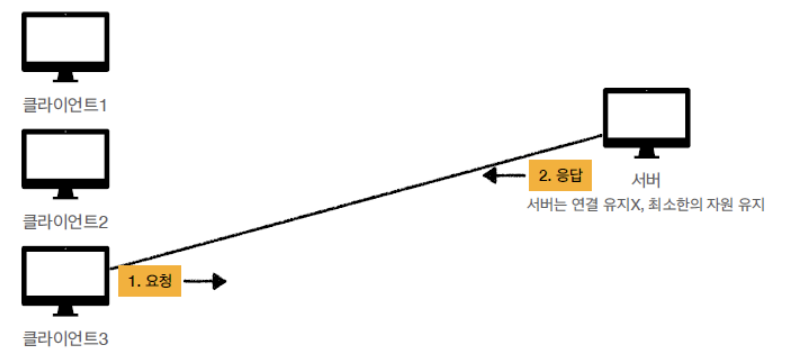 클라이언트1
클라이언트2
클라이언트3
1. 요청
2. 응답
서버
서버는 연결 유지X, 최소한의 자원 유지